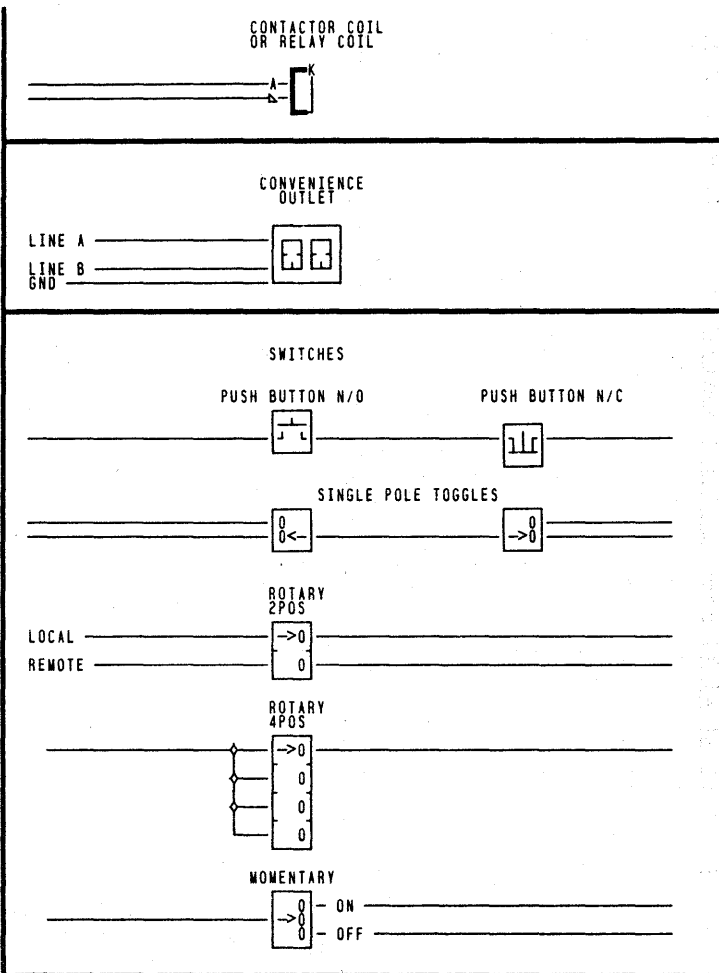 CONTACTOR COIL
OR RELAY COIL
K
A
CONVENIENCE
OUTLET
LINE A
LINE B
GND
SWITCHES
PUSH BUTTON N/O
PUSH BUTTON N/C
SINGLE POLE TOGGLES
0
0<-
0
->0
ROTARY
2POS
LOCAL
->0
REMOTE
0
ROTARY
4POS
->0
0
0
0
MOMENTARY
0 - ON
->0
0 - OFF